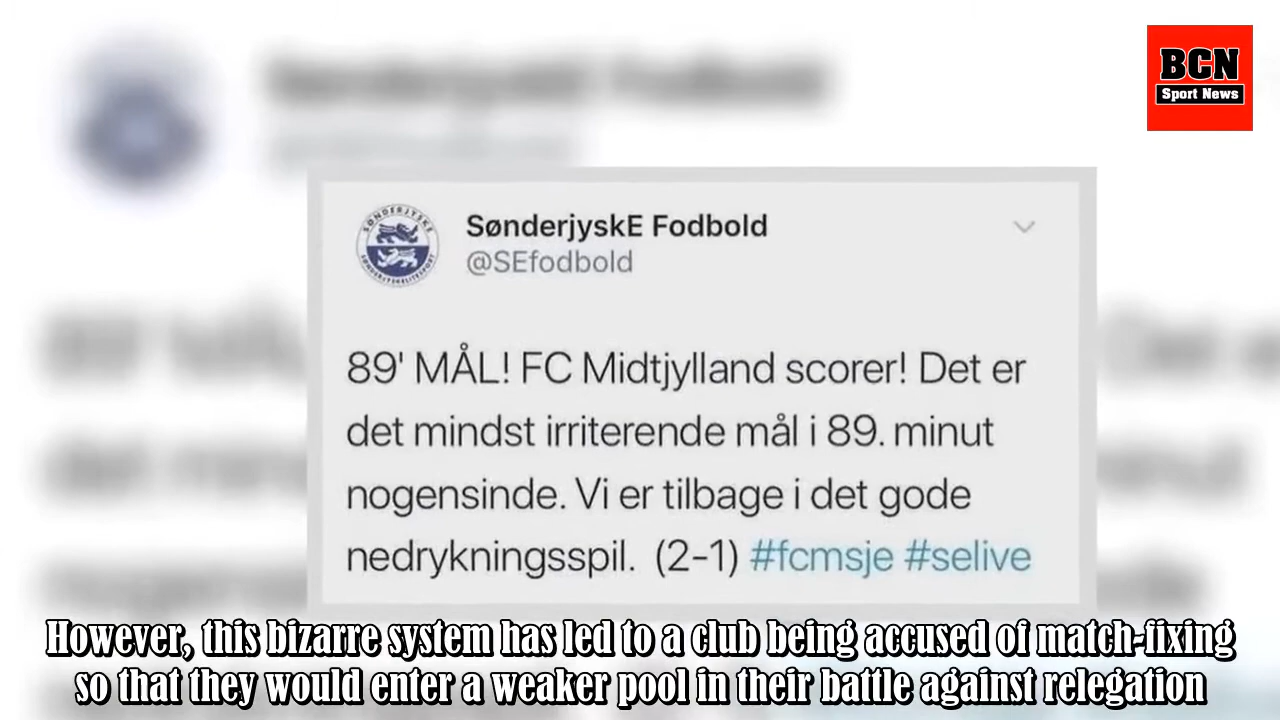 BCN
Sport News
SønderjyskE Fodbold
@SEfodbold
89' MÅL! FC Midtjylland scorer! Det er
det mindst irriterende mål i 89. minut
nogensinde. Vi er tilbage i det gode
nedrykningsspil. (2-1) #fcmsje #selive
However, this bizarre system has led to a club being accused of match-fixing
so that they would enter a weaker pool in their battle against relegation